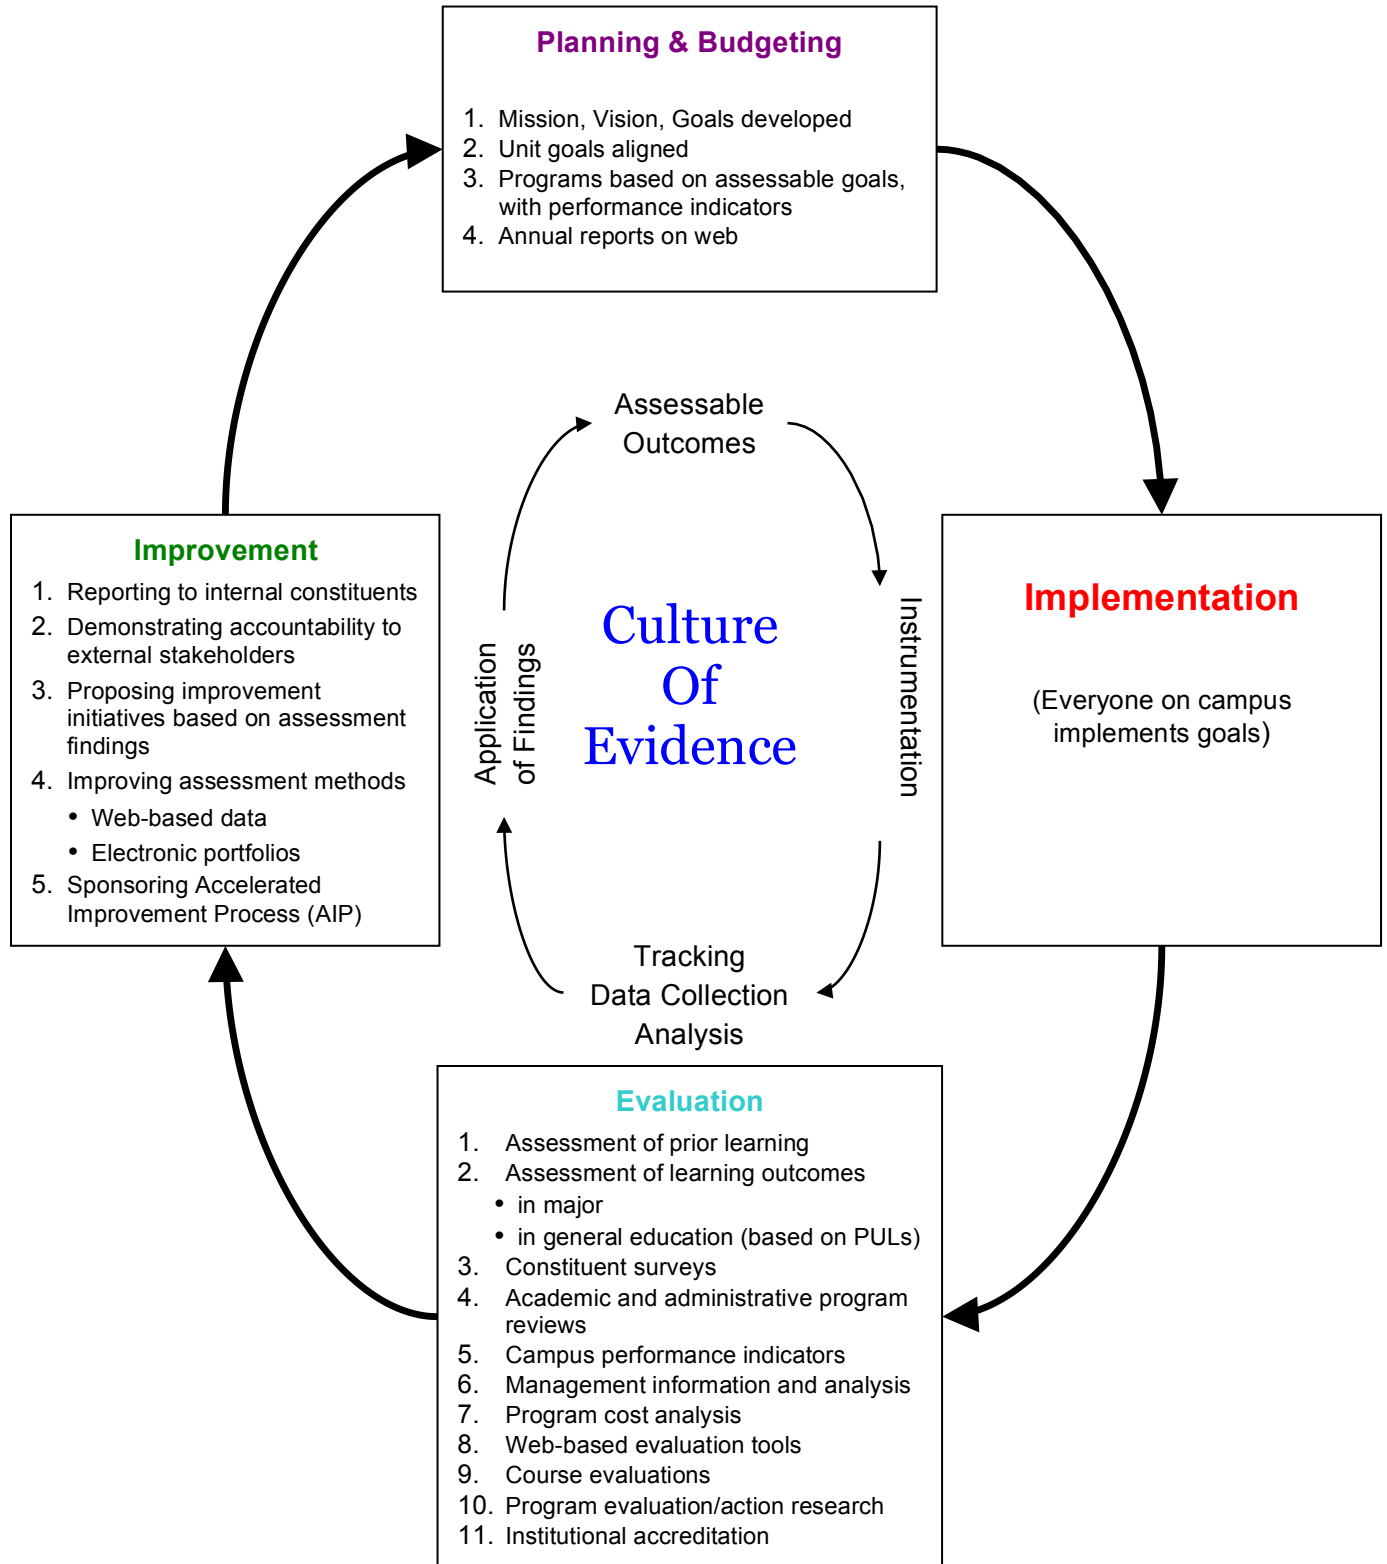 Planning & Budgeting
1. Mission, Vision, Goals developed
2. Unit goals aligned
3. Programs based on assessable goals,
with performance indicators
4. Annual reports on web
Assessable
Outcomes
Improvement
1. Reporting to internal constituents
2. Demonstrating accountability to
external stakeholders
3. Proposing improvement
initiatives based on assessment
findings
4. Improving assessment methods
• Web-based data
• Electronic portfolios
5. Sponsoring Accelerated
Improvement Process (AIP)
Application
of Findings
Culture
Of
Evidence
Instrumentation
Implementation
(Everyone on campus
implements goals)
Tracking
Data Collection
Analysis
Evaluation
1. Assessment of prior learning
2. Assessment of learning outcomes
• in major
• in general education (based on PULs)
3. Constituent surveys
4. Academic and administrative program
reviews
5. Campus performance indicators
6. Management information and analysis
7. Program cost analysis
8. Web-based evaluation tools
9. Course evaluations
10. Program evaluation/action research
11. Institutional accreditation